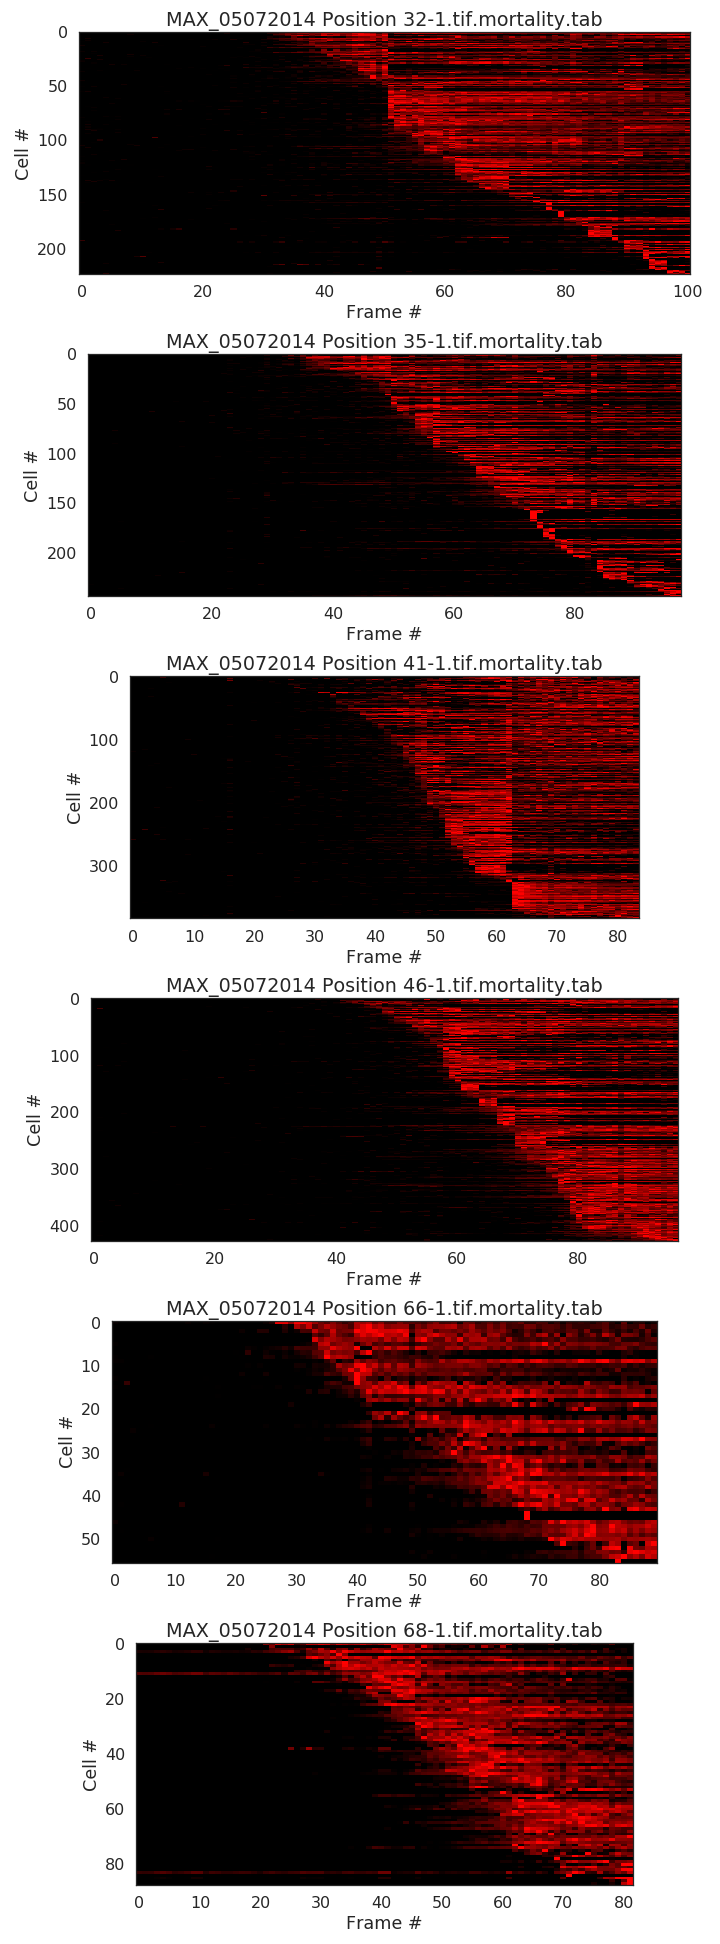 MAX_05072014 Position 32-1.tif.mortality.tab
0
50
100
150
200
Cell #
0 20 40 60 80 100
Frame #
MAX_05072014 Position 35-1.tif.mortality.tab
0
50
100
150
200
Cell #
0 20 40 60 80
Frame #
MAX_05072014 Position 41-1.tif.mortality.tab
0
100
200
300
Cell #
0 10 20 30 40 50 60 70 80
Frame #
MAX_05072014 Position 46-1.tif.mortality.tab
0
100
200
300
400
Cell #
0 20 40 60 80
Frame #
MAX_05072014 Position 66-1.tif.mortality.tab
0
10
20
30
40
50
Cell #
0 10 20 30 40 50 60 70 80
Frame #
MAX_05072014 Position 68-1.tif.mortality.tab
0
20
40
60
80
Cell #
0 10 20 30 40 50 60 70 80
Frame #